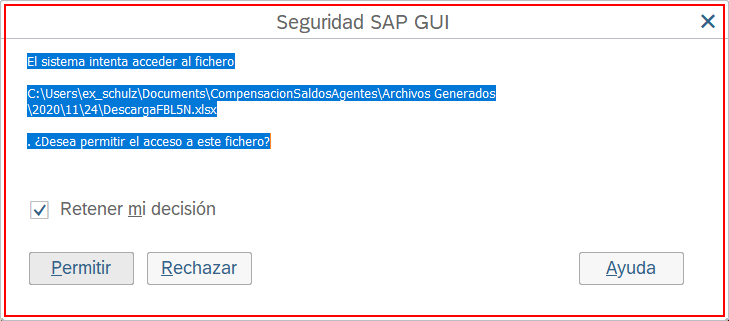 Seguridad SAP GUI
El sistema intenta acceder al fichero
C:\Users\ex_schulz\Documents\CompensacionSaldosAgentes\Archivos Generados
\2020\11\24\DescargaFBL5N.xlsx
. ¿Desea permitir el acceso a este fichero?
Retener mi decisión
Permitir
Rechazar
Ayuda